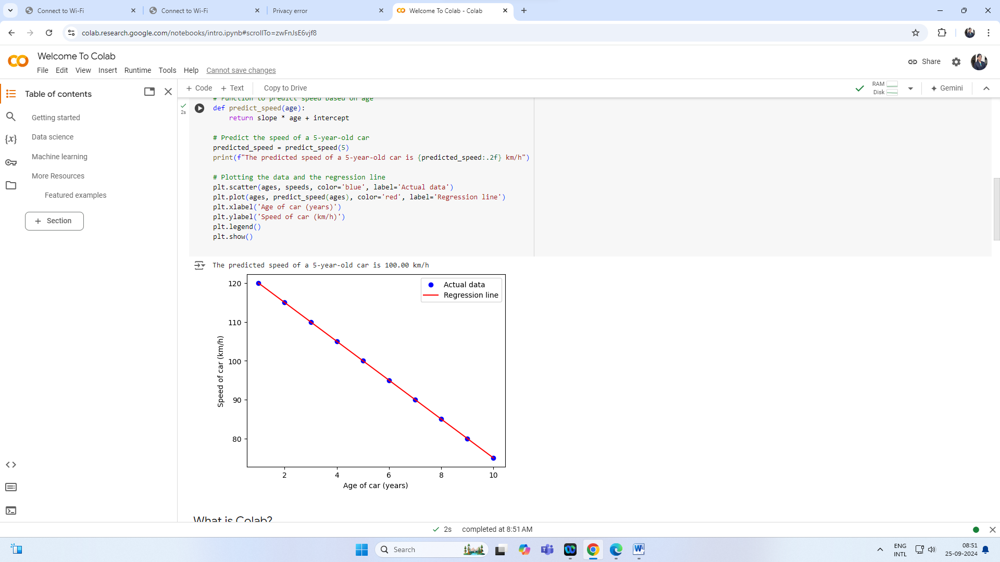 Connect to Wi-Fi
Connect to Wi-Fi
Privacy error
Welcome To Colab - Colab
colab.research.google.com/notebooks/intro.ipynb#scrollTo=zwFnJsE6vjf8
Welcome To Colab
File Edit View Insert Runtime Tools Help Cannot save changes
Share
Table of contents
+ Code + Text Copy to Drive
RAM
Disk
Gemini
Getting started
Data science
Machine learning
More Resources
Featured examples
+ Section
2s
# Function to predict speed based on age
def predict_speed(age):
    return slope * age + intercept
# Predict the speed of a 5-year-old car
predicted_speed = predict_speed(5)
print(f"The predicted speed of a 5-year-old car is {predicted_speed:.2f} km/h")
# Plotting the data and the regression line
plt.scatter(ages, speeds, color='blue', label='Actual data')
plt.plot(ages, predict_speed(ages), color='red', label='Regression line')
plt.xlabel('Age of car (years)')
plt.ylabel('Speed of car (km/h)')
plt.legend()
plt.show()
The predicted speed of a 5-year-old car is 100.00 km/h
Actual data
Regression line
120
110
100
90
80
Speed of car (km/h)
2 4 6 8 10
Age of car (years)
What is Colab?
2s completed at 8:51 AM
Search
ENG
INTL
08:51
25-09-2024